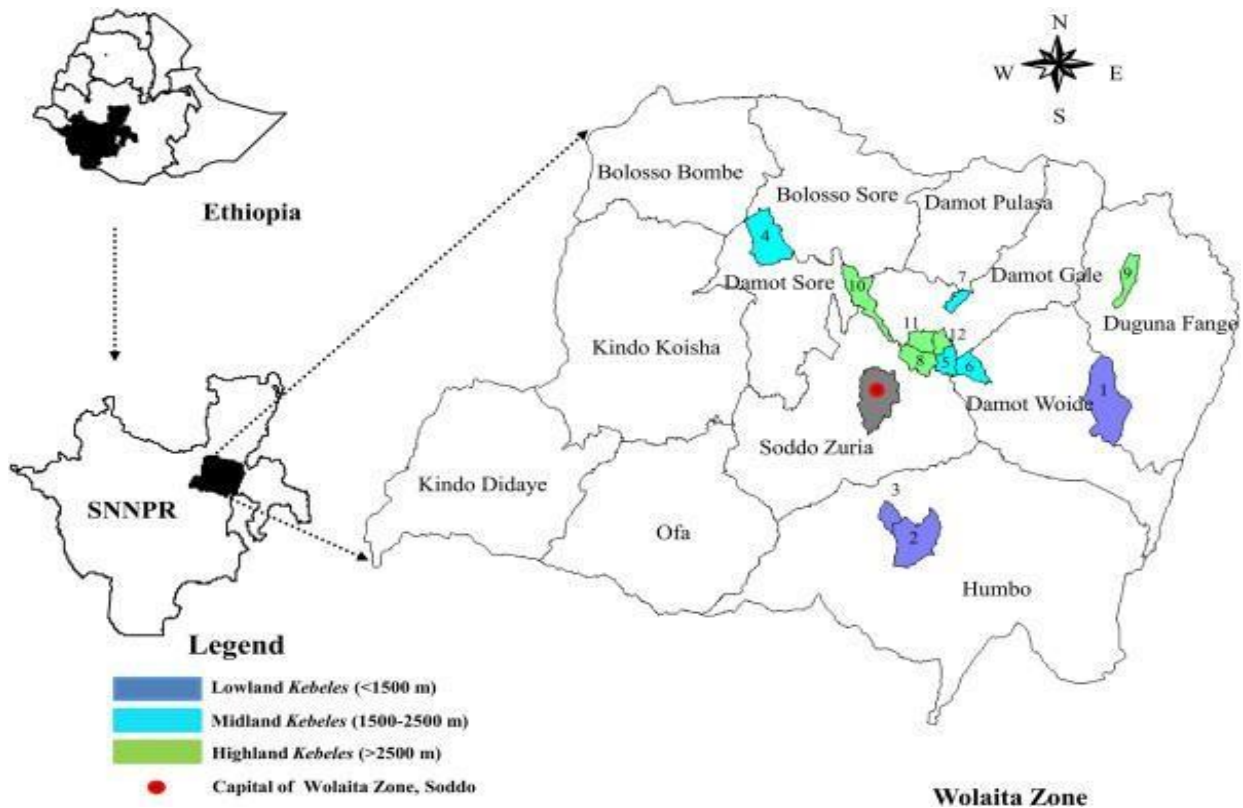 Ethiopia
SNNPR
N
W
E
S
Bolosso Bombe
Bolosso Sore
Damot Pulasa
4
Damot Sore
10
7
Damot Gale
9
Duguna Fango
Kindo Koisha
11
12
8
5
6
Damot Woide
1
Soddo Zuria
Kindo Didaye
Ofa
3
2
Humbo
Legend
Lowland Kebeles (<1500 m)
Midland Kebeles (1500-2500 m)
Highland Kebeles (>2500 m)
Capital of Wolaita Zone, Soddo
Wolaita Zone